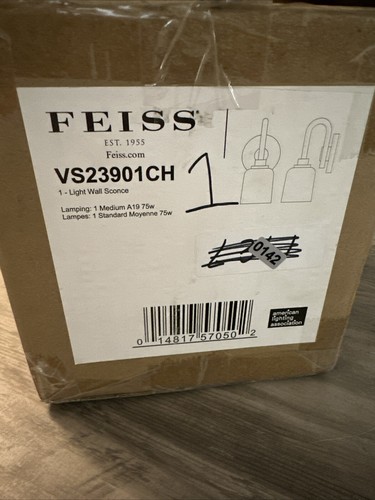 FEISS
EST. 1955
Feiss.com
VS23901CH
1 - Light Wall Sconce
1
Lamping: 1 Medium A19 75w
Lampes: 1 Standard Moyenne 75w
10142
0 14817 57050 2
american
lighting
association